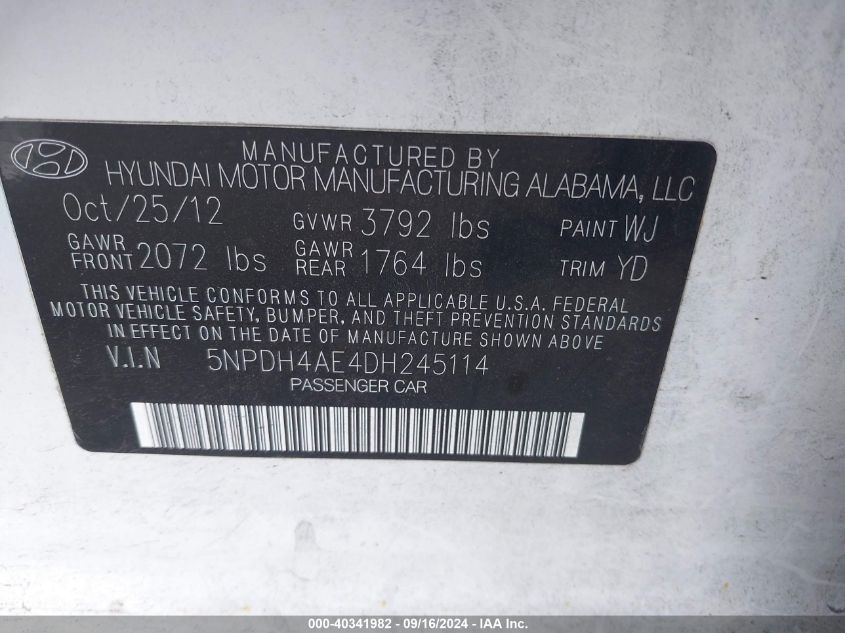 MANUFACTURED BY
HYUNDAI MOTOR MANUFACTURING ALABAMA, LLC
Oct/25/12 GVWR 3792 lbs PAINT WJ
GAWR FRONT 2072 lbs GAWR REAR 1764 lbs TRIM YD
THIS VEHICLE CONFORMS TO ALL APPLICABLE U.S.A. FEDERAL
MOTOR VEHICLE SAFETY, BUMPER, AND THEFT PREVENTION STANDARDS
IN EFFECT ON THE DATE OF MANUFACTURE SHOWN ABOVE
V.I.N 5NPDH4AE4DH245114
PASSENGER CAR
000-40341982 - 09/16/2024 - IAA Inc.